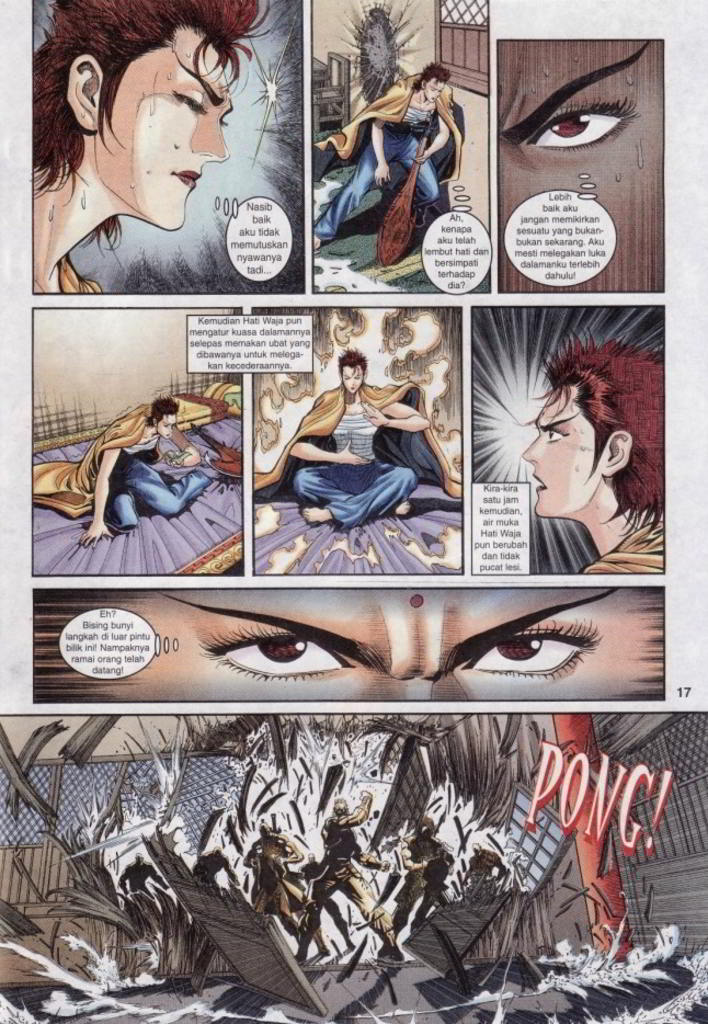 Nasib
baik
aku tidak
memutuskan
nyawanya
tadi...
Ah,
kenapa
aku telah
lembut hati dan
bersimpati
terhadap
dia?
Lebih
baik aku
jangan memikirkan
sesuatu yang bukan-
bukan sekarang. Aku
mesti melegakan luka
dalamanku terlebih
dahulu!
Kemudian Hati Waja pun
mengatur kuasa dalamannya
selepas memakan ubat yang
dibawanya untuk melega-
kan kecederaannya.
Kira-kira
satu jam
kemudian,
air muka
Hati Waja
pun berubah
dan tidak
pucat lesi.
Eh?
Bising bunyi
langkah di luar pintu
bilik ini! Nampaknya
ramai orang telah
datang!
17
PONG!